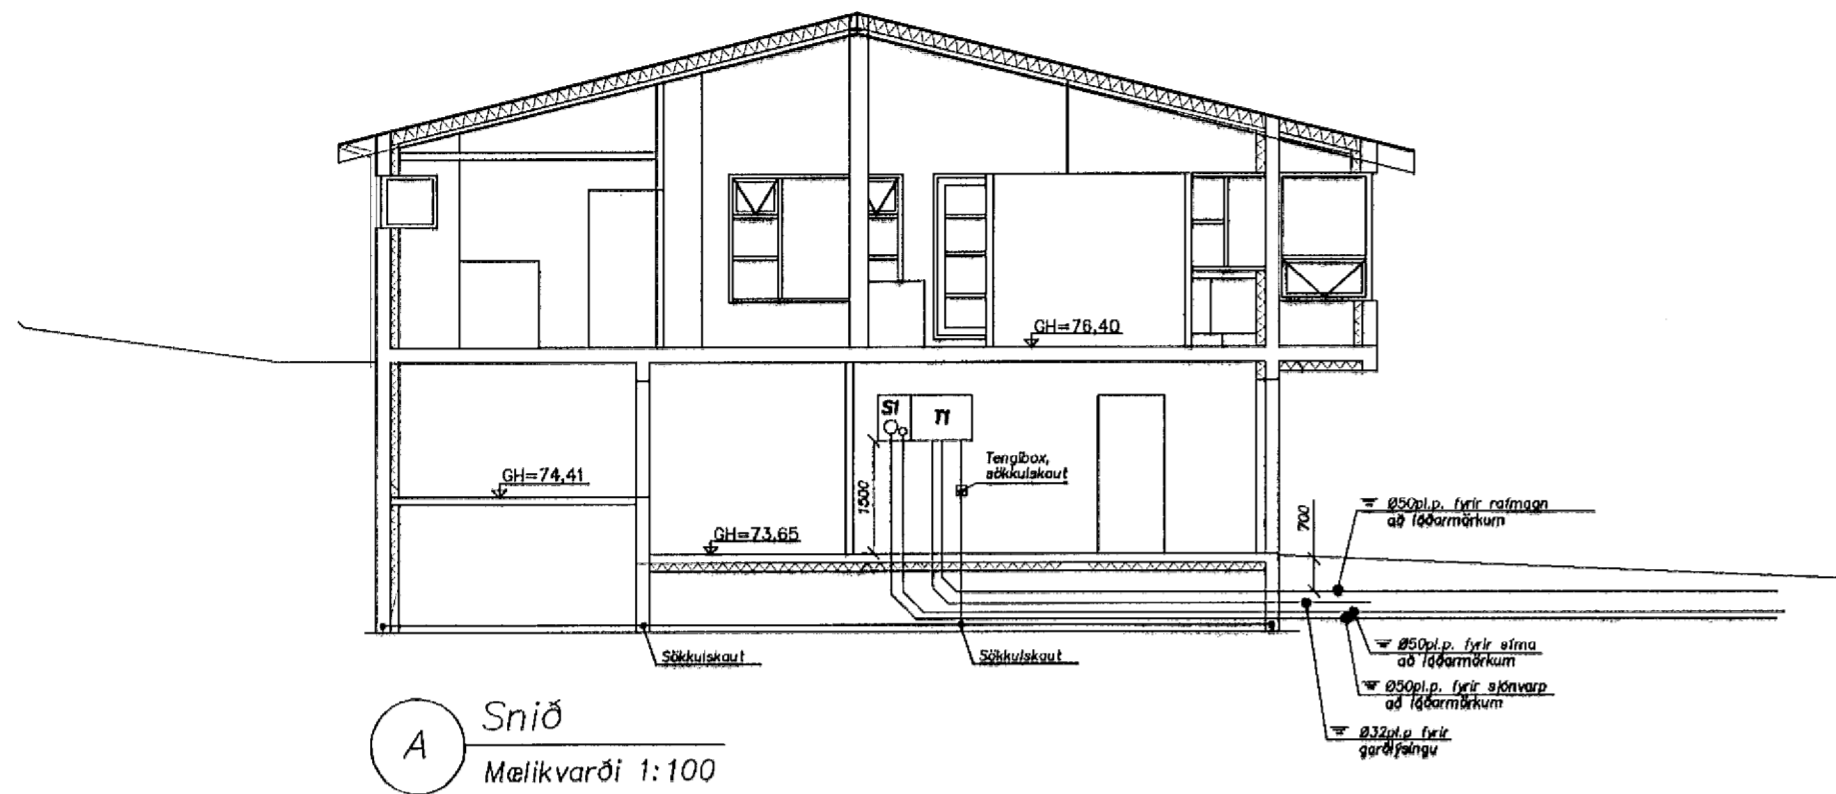 GH=76,40
S1
T1
Tengibox,
sökkulskaut
GH=74,41
1500
GH=73,65
700
Ø50pl.p. fyrir rafmagn
að lóðarmörkum
Ø50pl.p. fyrir síma
að lóðarmörkum
Ø50pl.p. fyrir sjónvarp
að lóðarmörkum
Ø32pl.p fyrir
garðlýsingu
Sökkulskaut
Sökkulskaut
A
Snið
Mælikvarði 1:100